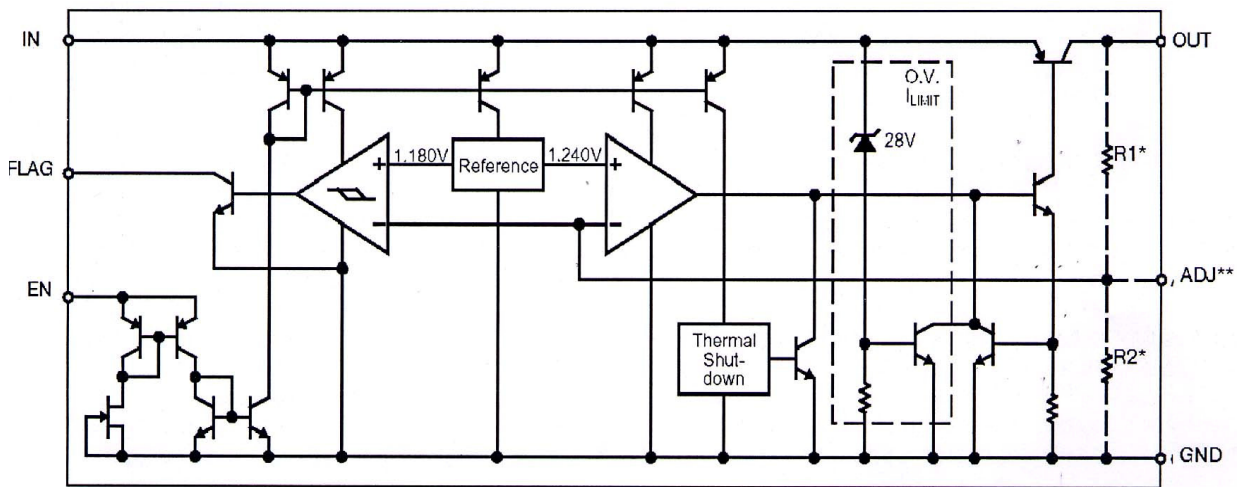 IN
OUT
O.V.
ILIMIT
28V
R1*
1.180V
Reference
1.240V
+
+
FLAG
−
−
ADJ**
EN
Thermal
Shut-
down
R2*
GND